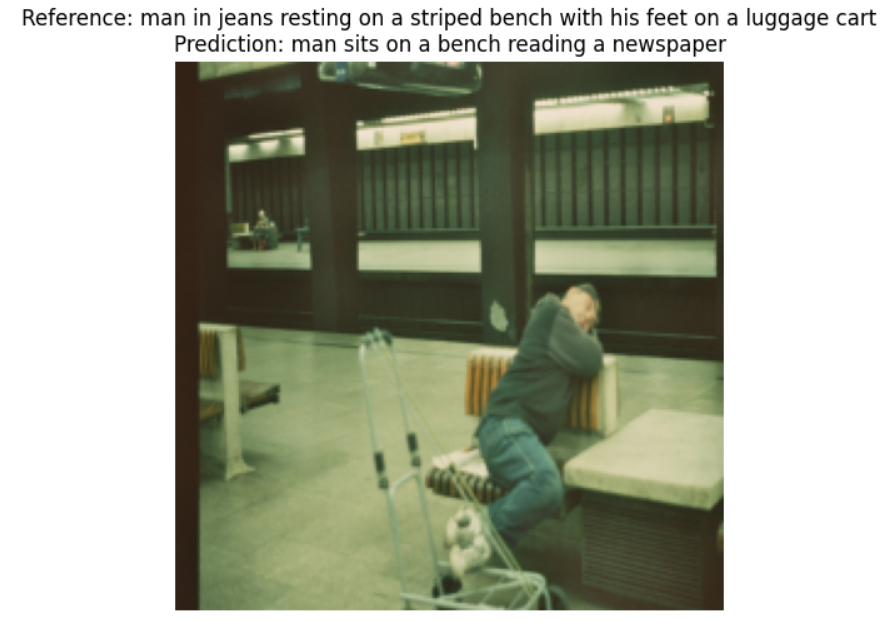 Reference: man in jeans resting on a striped bench with his feet on a luggage cart
Prediction: man sits on a bench reading a newspaper